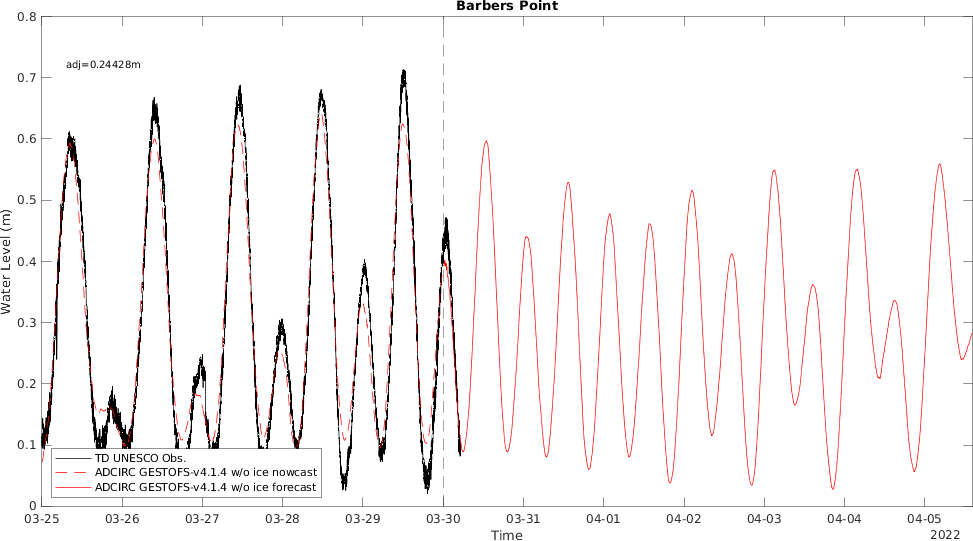 Barbers Point
0.8
0.7
0.6
0.5
0.4
0.3
0.2
0.1
0
Water Level (m)
adj=0.24428m
TD UNESCO Obs.
ADCIRC GESTOFS-v4.1.4 w/o ice nowcast
ADCIRC GESTOFS-v4.1.4 w/o ice forecast
03-25 03-26 03-27 03-28 03-29 03-30 03-31 04-01 04-02 04-03 04-04 04-05
Time
2022